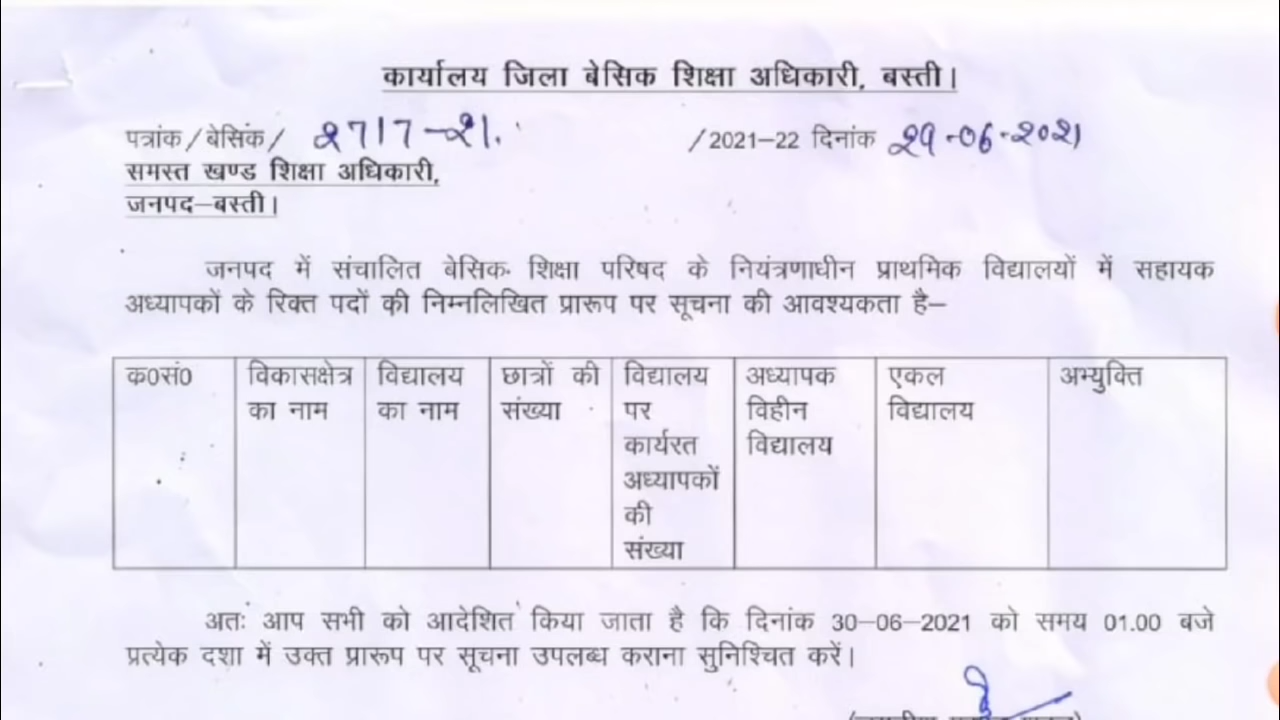 कार्यालय जिला बेसिक शिक्षा अधिकारी, बस्ती।
पत्रांक/बेसिक/ 2717-21. /2021-22 दिनांक 29-06-2021
समस्त खण्ड शिक्षा अधिकारी,
जनपद-बस्ती।
जनपद में संचालित बेसिक शिक्षा परिषद के नियंत्रणाधीन प्राथमिक विद्यालयों में सहायक
अध्यापकों के रिक्त पदों की निम्नलिखित प्रारूप पर सूचना की आवश्यकता है-
क0सं0
विकासक्षेत्र
का नाम
विद्यालय
का नाम
छात्रों की
संख्या
विद्यालय
पर
कार्यरत
अध्यापकों
की
संख्या
अध्यापक
विहीन
विद्यालय
एकल
विद्यालय
अभ्युक्ति
अतः आप सभी को आदेशित किया जाता है कि दिनांक 30-06-2021 को समय 01.00 बजे
प्रत्येक दशा में उक्त प्रारूप पर सूचना उपलब्ध कराना सुनिश्चित करें।